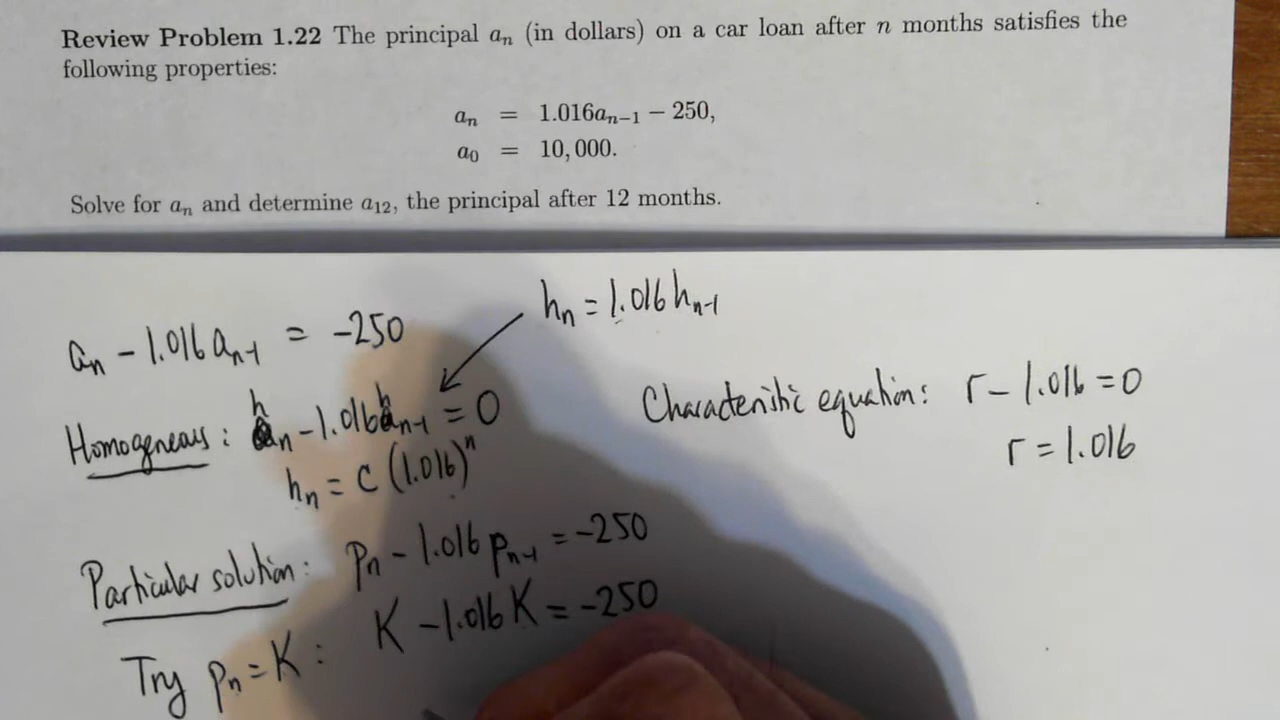 Review Problem 1.22 The principal aₙ (in dollars) on a car loan after n months satisfies the
following properties:
aₙ = 1.016aₙ₋₁ − 250,
a₀ = 10,000.
Solve for aₙ and determine a₁₂, the principal after 12 months.
hₙ = 1.016hₙ₋₁
aₙ − 1.016aₙ₋₁ = −250
Homogeneous: hₙ − 1.016hₙ₋₁ = 0
Characteristic equation: r − 1.016 = 0
r = 1.016
hₙ = C(1.016)ⁿ
Particular solution: pₙ − 1.016pₙ₋₁ = −250
Try pₙ = K: K − 1.016K = −250